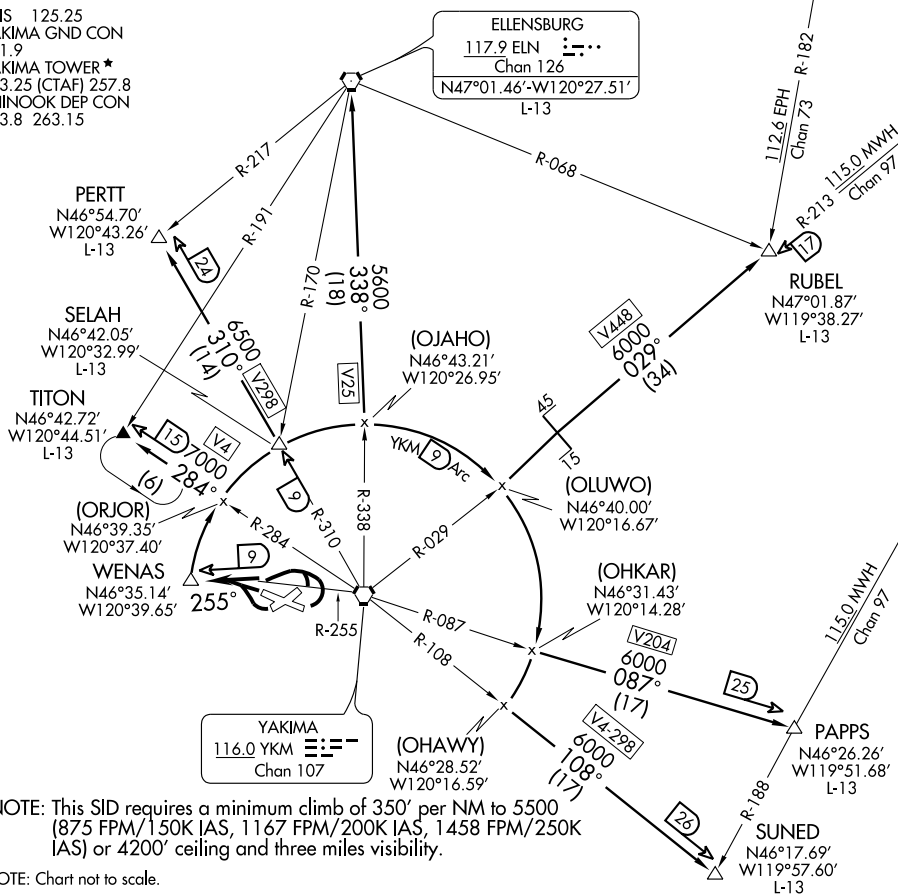 IS 125.25
KIMA GND CON
1.9
KIMA TOWER★
3.25 (CTAF) 257.8
INOOK DEP CON
3.8 263.15
ELLENSBURG
117.9 ELN
Chan 126
N47°01.46'-W120°27.51'
L-13
R-182
112.6 EPH
Chan 73
115.0 MWH
Chan 97
R-213
17
RUBEL
N47°01.87'
W119°38.27'
L-13
R-217
R-068
R-191
R-170
PERTT
N46°54.70'
W120°43.26'
L-13
24
5600
338°
(18)
V25
6500
310°
(14)
V298
SELAH
N46°42.05'
W120°32.99'
L-13
(OJAHO)
N46°43.21'
W120°26.95'
V448
6000
029°
(34)
45
15
TITON
N46°42.72'
W120°44.51'
L-13
15
7000
V4
284°
(6)
YKM 9 Arc
9
(OLUWO)
N46°40.00'
W120°16.67'
(ORJOR)
N46°39.35'
W120°37.40'
R-284
R-310
R-338
R-029
WENAS
N46°35.14'
W120°39.65'
9
255°
R-255
(OHKAR)
N46°31.43'
W120°14.28'
R-087
R-108
V204
6000
087°
(17)
25
115.0 MWH
Chan 97
PAPPS
N46°26.26'
W119°51.68'
L-13
YAKIMA
116.0 YKM
Chan 107
(OHAWY)
N46°28.52'
W120°16.59'
V4-298
6000
108°
(17)
26
R-188
SUNED
N46°17.69'
W119°57.60'
L-13
NOTE: This SID requires a minimum climb of 350' per NM to 5500
(875 FPM/150K IAS, 1167 FPM/200K IAS, 1458 FPM/250K
IAS) or 4200' ceiling and three miles visibility.
OTE: Chart not to scale.